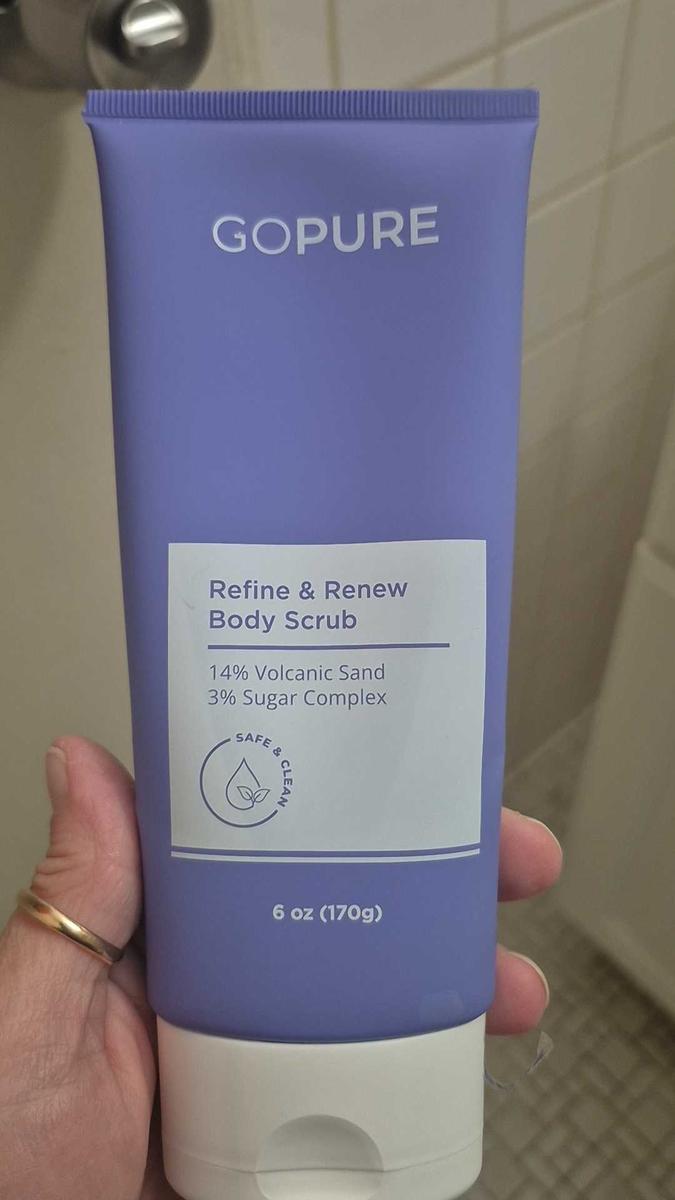 GOPURE
Refine & Renew
Body Scrub
14% Volcanic Sand
3% Sugar Complex
SAFE & CLEAN
6 oz (170g)